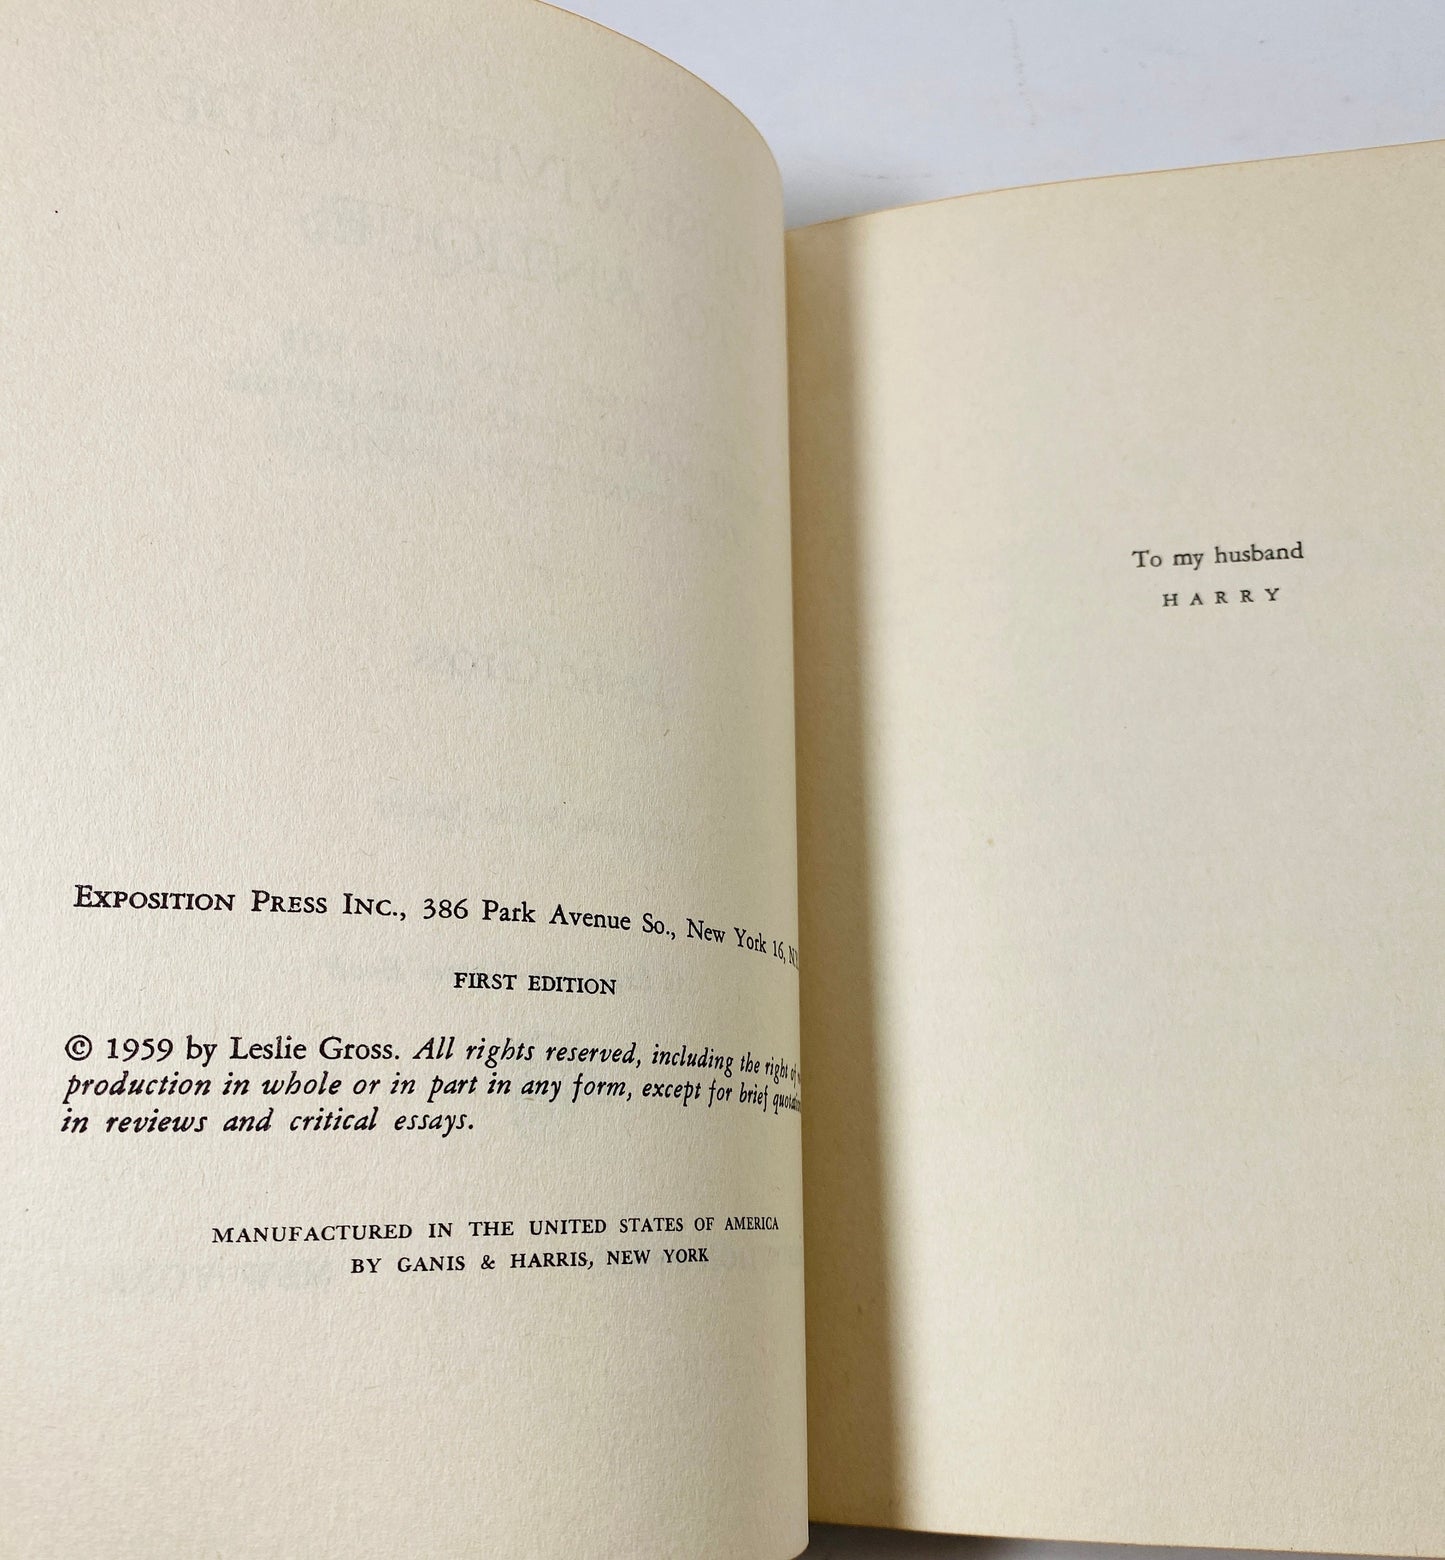 EXPOSITION PRESS INC., 386 Park Avenue So., New York 16, N.Y.
FIRST EDITION
© 1959 by Leslie Gross. All rights reserved, including the right of
production in whole or in part in any form, except for brief
in reviews and critical essays.
MANUFACTURED IN THE UNITED STATES OF AMERICA
BY GANIS & HARRIS, NEW YORK
To my husband
HARRY